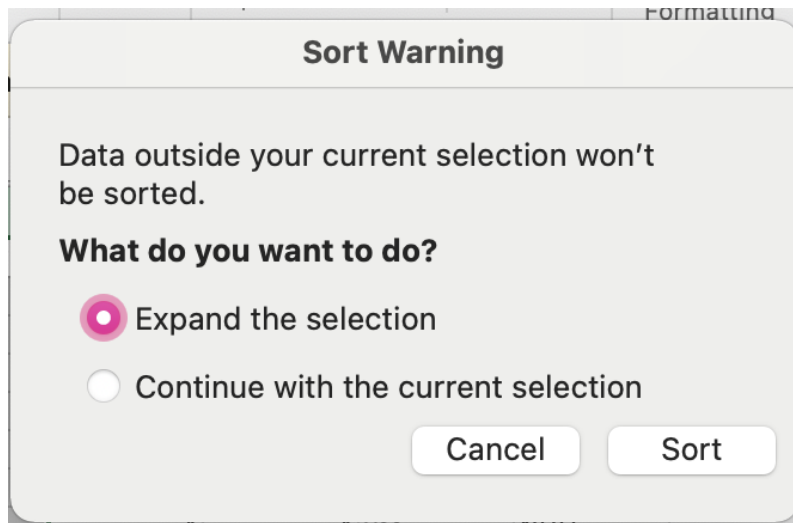 Formatting
Sort Warning
Data outside your current selection won't
be sorted.
What do you want to do?
Expand the selection
Continue with the current selection
Cancel Sort